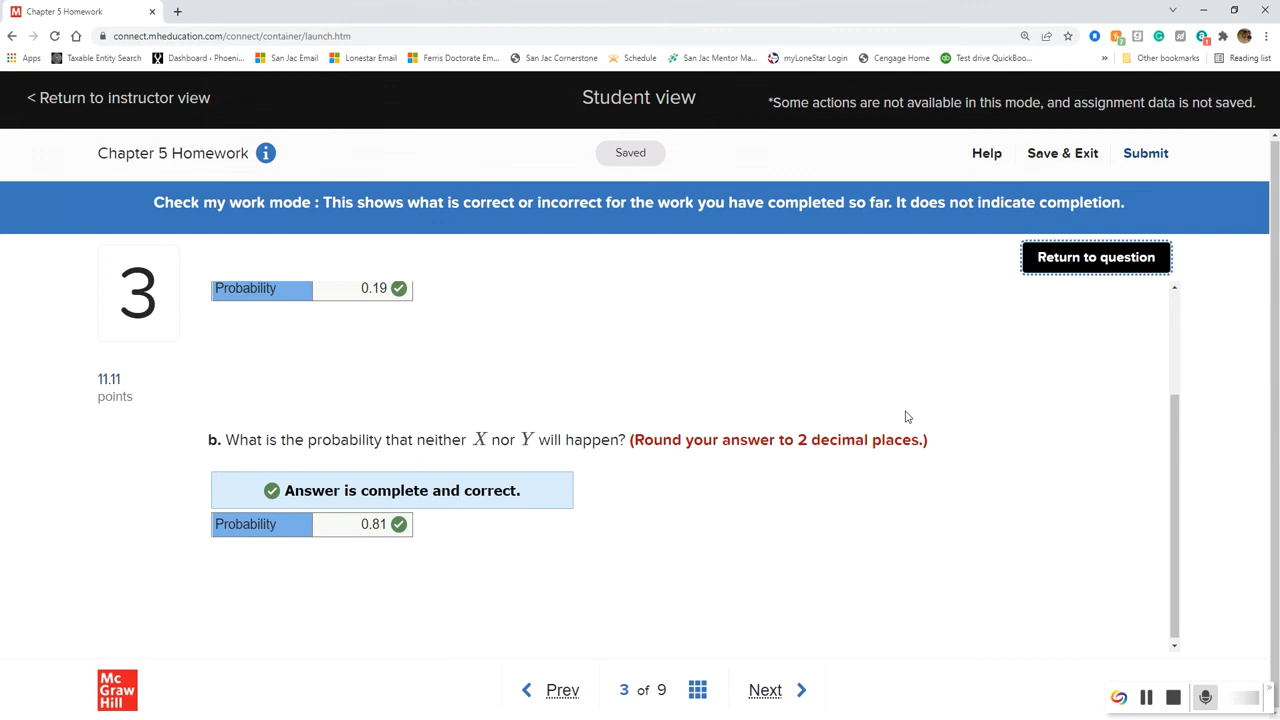 Chapter 5 Homework
connect.mheducation.com/connect/container/launch.htm
Apps Taxable Entity Search Dashboard ‹ Phoeni... San Jac Email Lonestar Email Ferris Doctorate Em... San Jac Cornerstone Schedule San Jac Mentor Ma... myLoneStar Login Cengage Home Test drive QuickBoo... » Other bookmarks Reading list
< Return to instructor view
Student view
*Some actions are not available in this mode, and assignment data is not saved.
Chapter 5 Homework i
Saved
Help Save & Exit Submit
Check my work mode : This shows what is correct or incorrect for the work you have completed so far. It does not indicate completion.
3
Return to question
Probability 0.19
11.11
points
b. What is the probability that neither X nor Y will happen? (Round your answer to 2 decimal places.)
Answer is complete and correct.
Probability 0.81
Mc
Graw
Hill
Prev 3 of 9 Next